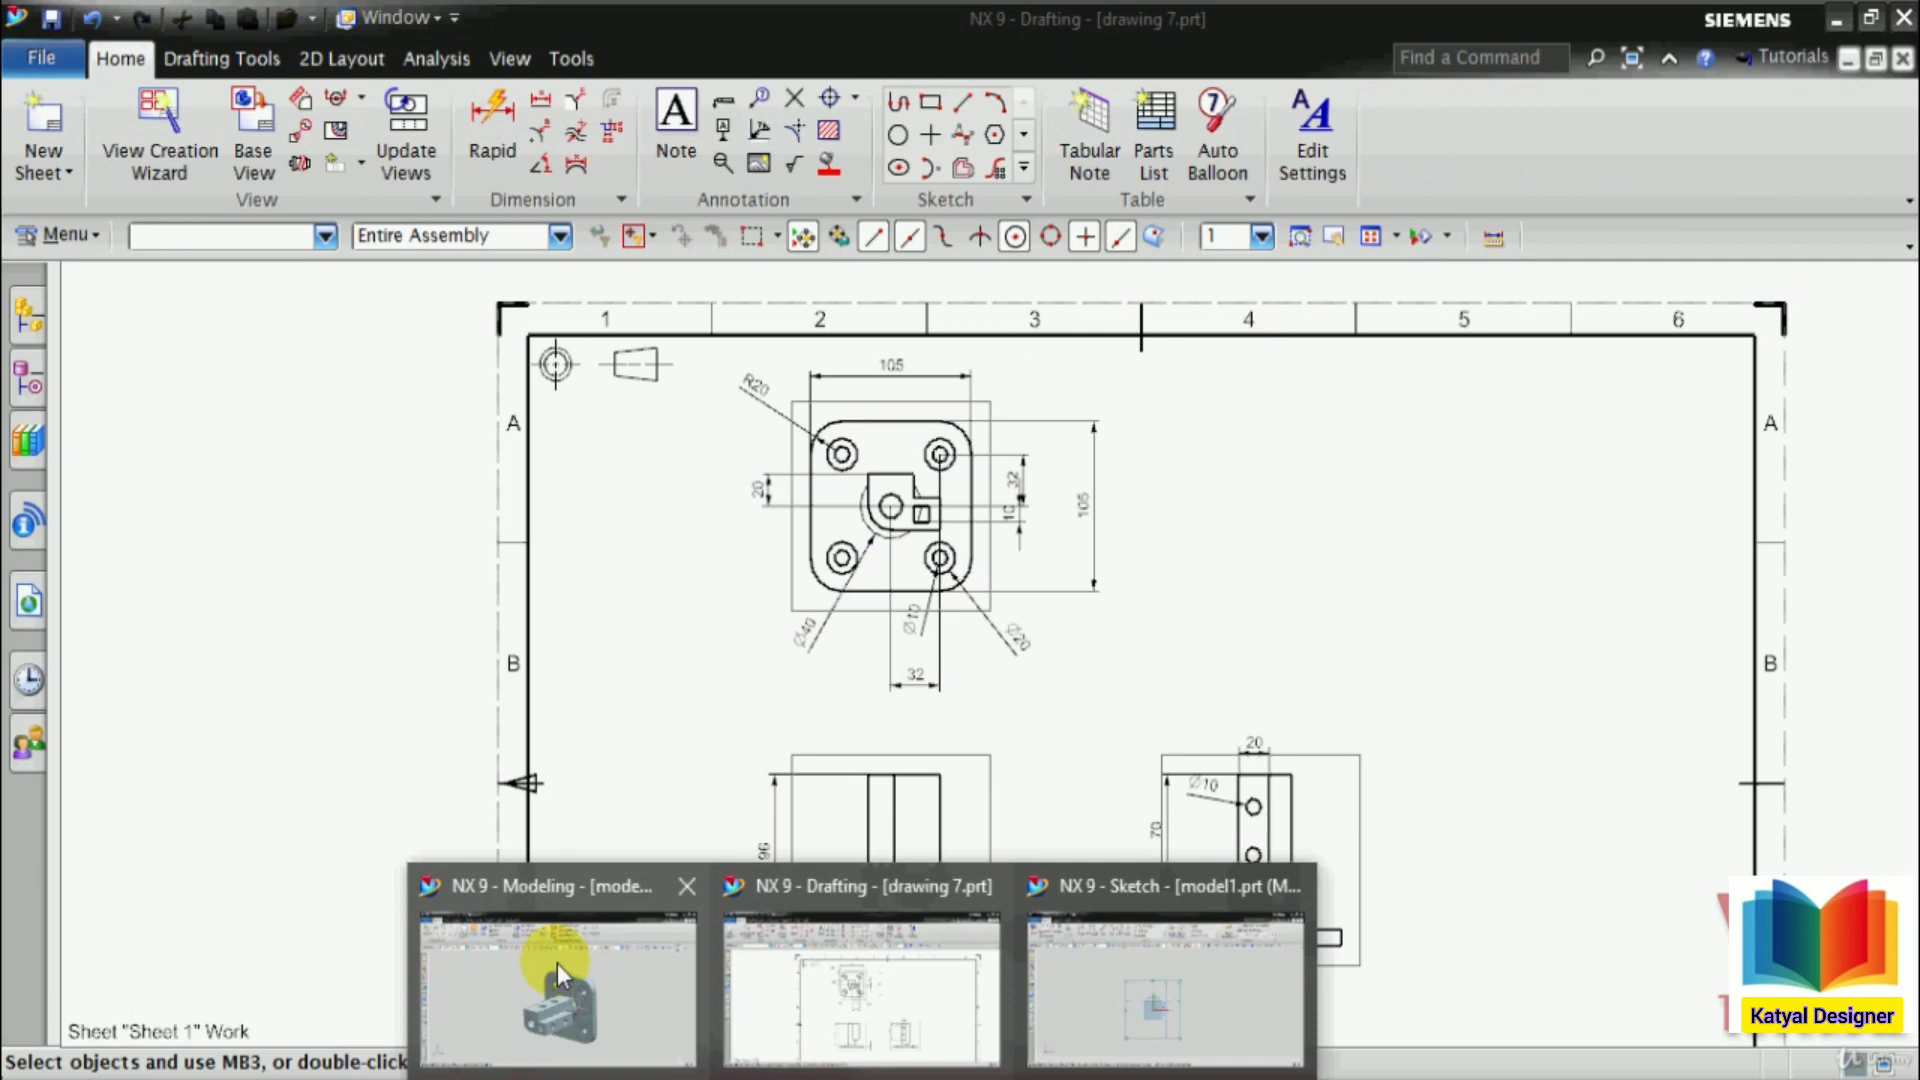 Window
NX 9 - Drafting - [drawing 7.prt]
SIEMENS
File
Home
Drafting Tools
2D Layout
Analysis
View
Tools
Find a Command
Tutorials
New
Sheet
View Creation
Wizard
Base
View
Update
Views
Rapid
A
Note
Tabular
Note
Parts
List
7
Auto
Balloon
A
Edit
Settings
View
Dimension
Annotation
Sketch
Table
Menu
Entire Assembly
1
1
2
3
4
5
6
A
A
B
B
105
R20
20
32
10
105
Ø40
Ø10
Ø20
32
20
Ø10
96
70
NX 9 - Modeling - [mode...
NX 9 - Drafting - [drawing 7.prt]
NX 9 - Sketch - [model1.prt (M...
Sheet "Sheet 1" Work
Select objects and use MB3, or double-click
Katyal Designer